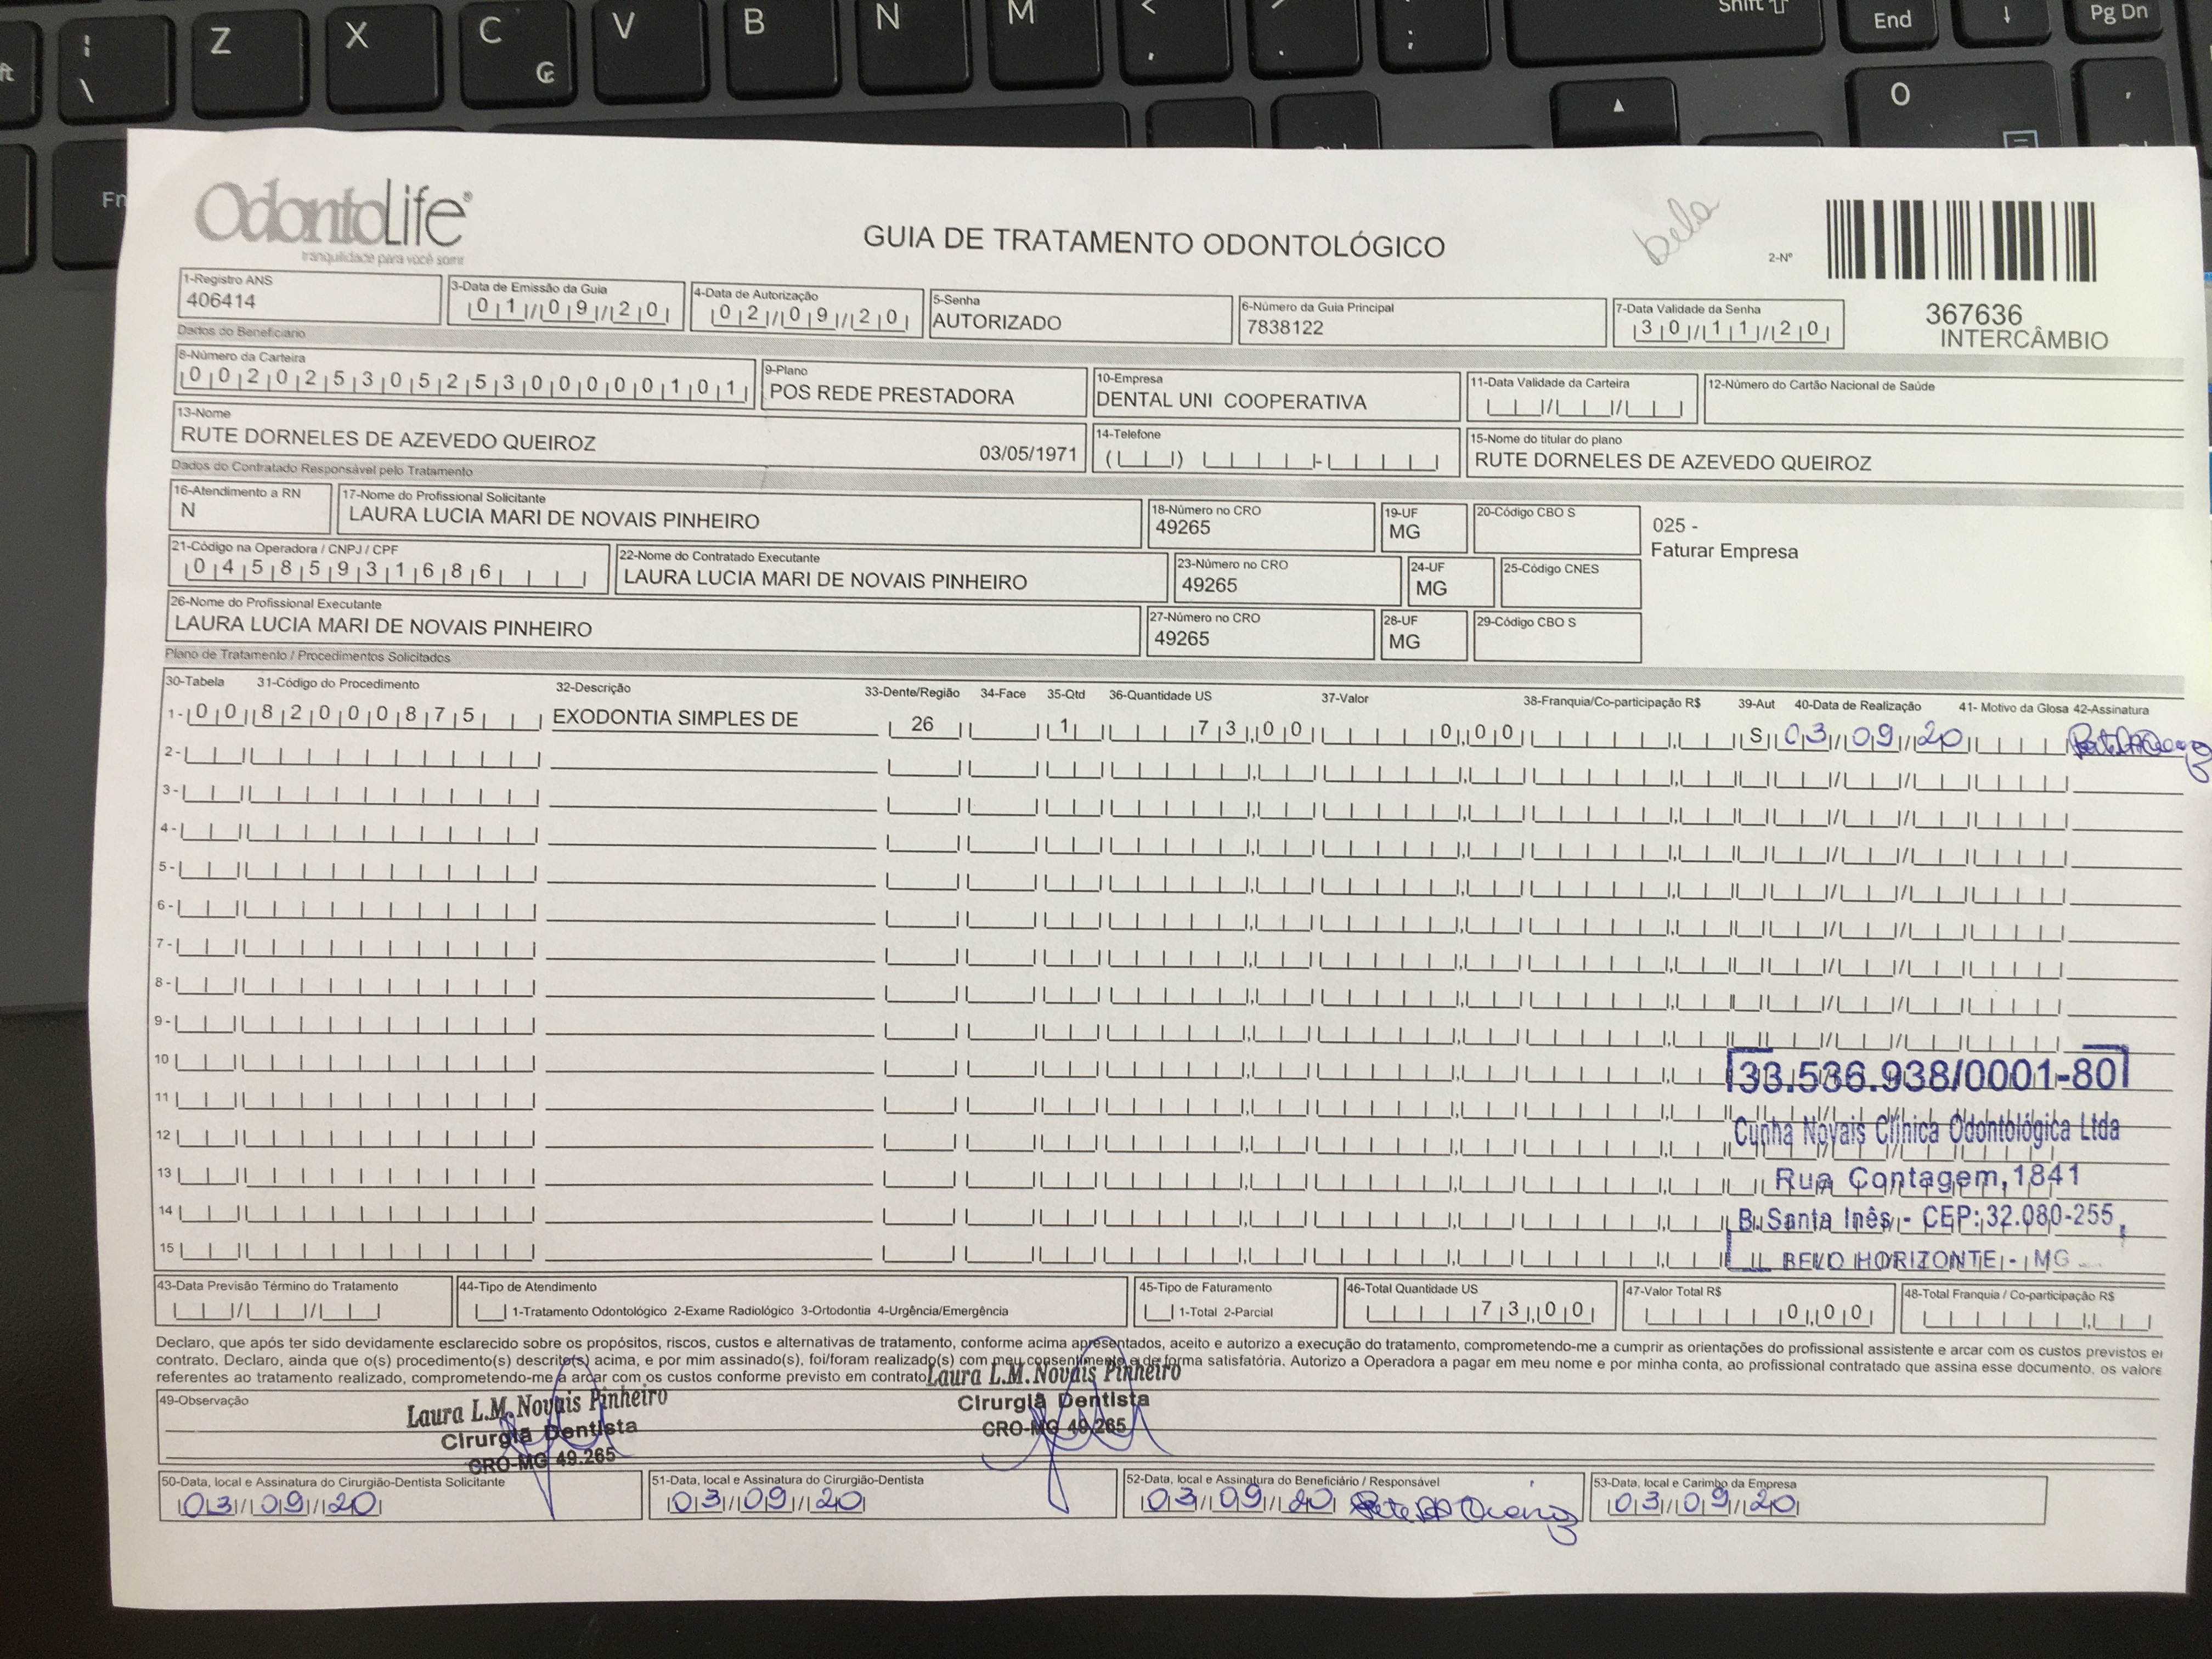 Shift
Z X C V B N M < , . ; End Pg Dn
\
Fn
O
OdontoLife®
tranquilidade para você sorrir
GUIA DE TRATAMENTO ODONTOLÓGICO
bela
2-Nº
367636
INTERCÂMBIO
1-Registro ANS
406414
3-Data de Emissão da Guia
01/09/20
4-Data de Autorização
02/09/20
5-Senha
AUTORIZADO
6-Número da Guia Principal
7838122
7-Data Validade da Senha
30/11/20
Dados do Beneficiário
8-Número da Carteira
00202530525300000101
9-Plano
POS REDE PRESTADORA
10-Empresa
DENTAL UNI COOPERATIVA
11-Data Validade da Carteira
12-Número do Cartão Nacional de Saúde
13-Nome
RUTE DORNELES DE AZEVEDO QUEIROZ 03/05/1971
14-Telefone
15-Nome do titular do plano
RUTE DORNELES DE AZEVEDO QUEIROZ
Dados do Contratado Responsável pelo Tratamento
16-Atendimento a RN
N
17-Nome do Profissional Solicitante
LAURA LUCIA MARI DE NOVAIS PINHEIRO
18-Número no CRO
49265
19-UF
MG
20-Código CBO S
025 -
Faturar Empresa
21-Código na Operadora / CNPJ / CPF
04585931686
22-Nome do Contratado Executante
LAURA LUCIA MARI DE NOVAIS PINHEIRO
23-Número no CRO
49265
24-UF
MG
25-Código CNES
26-Nome do Profissional Executante
LAURA LUCIA MARI DE NOVAIS PINHEIRO
27-Número no CRO
49265
28-UF
MG
29-Código CBO S
Plano de Tratamento / Procedimentos Solicitados
30-Tabela 31-Código do Procedimento 32-Descrição 33-Dente/Região 34-Face 35-Qtd 36-Quantidade US 37-Valor 38-Franquia/Co-participação R$ 39-Aut 40-Data de Realização 41- Motivo da Glosa 42-Assinatura
1- 00 82000875 EXODONTIA SIMPLES DE 26 1 73,00 0,00 S 03/09/20
2-
3-
4-
5-
6-
7-
8-
9-
10
11
12
13
14
15
33.536.938/0001-80
Cunha Novais Clínica Odontológica Ltda
Rua Contagem, 1841
B. Santa Inês - CEP: 32.080-255
BELO HORIZONTE - MG
43-Data Previsão Término do Tratamento
44-Tipo de Atendimento
1-Tratamento Odontológico 2-Exame Radiológico 3-Ortodontia 4-Urgência/Emergência
45-Tipo de Faturamento
1-Total 2-Parcial
46-Total Quantidade US
73,00
47-Valor Total R$
0,00
48-Total Franquia / Co-participação R$
Declaro, que após ter sido devidamente esclarecido sobre os propósitos, riscos, custos e alternativas de tratamento, conforme acima apresentados, aceito e autorizo a execução do tratamento, comprometendo-me a cumprir as orientações do profissional assistente e arcar com os custos previstos e
contrato. Declaro, ainda que o(s) procedimento(s) descrito(s) acima, e por mim assinado(s), foi/foram realizado(s) com meu consentimento e de forma satisfatória. Autorizo a Operadora a pagar em meu nome e por minha conta, ao profissional contratado que assina esse documento, os valore
referentes ao tratamento realizado, comprometendo-me a arcar com os custos conforme previsto em contrato
49-Observação
Laura L.M. Novais Pinheiro
Cirurgiã Dentista
CRO-MG 49.265
Laura L.M. Novais Pinheiro
Cirurgiã Dentista
CRO-MG 49.265
50-Data, local e Assinatura do Cirurgião-Dentista Solicitante
03/09/20
51-Data, local e Assinatura do Cirurgião-Dentista
03/09/20
52-Data, local e Assinatura do Beneficiário / Responsável
03/09/20
53-Data, local e Carimbo da Empresa
03/09/20